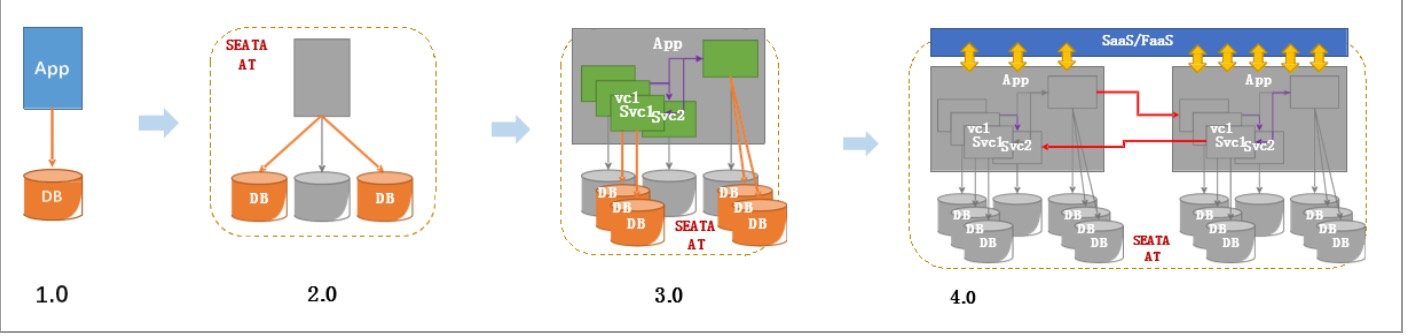 App
DB
1.0
SEATA
AT
DB
DB
2.0
App
vc1
Svc1
Svc2
DB
DB
DB
DB
DB
DB
SEATA
AT
3.0
SaaS/FaaS
App
vc1
Svc1
Svc2
DB
DB
DB
DB
DB
DB
App
vc1
Svc1
Svc2
DB
DB
DB
DB
DB
DB
SEATA
AT
4.0